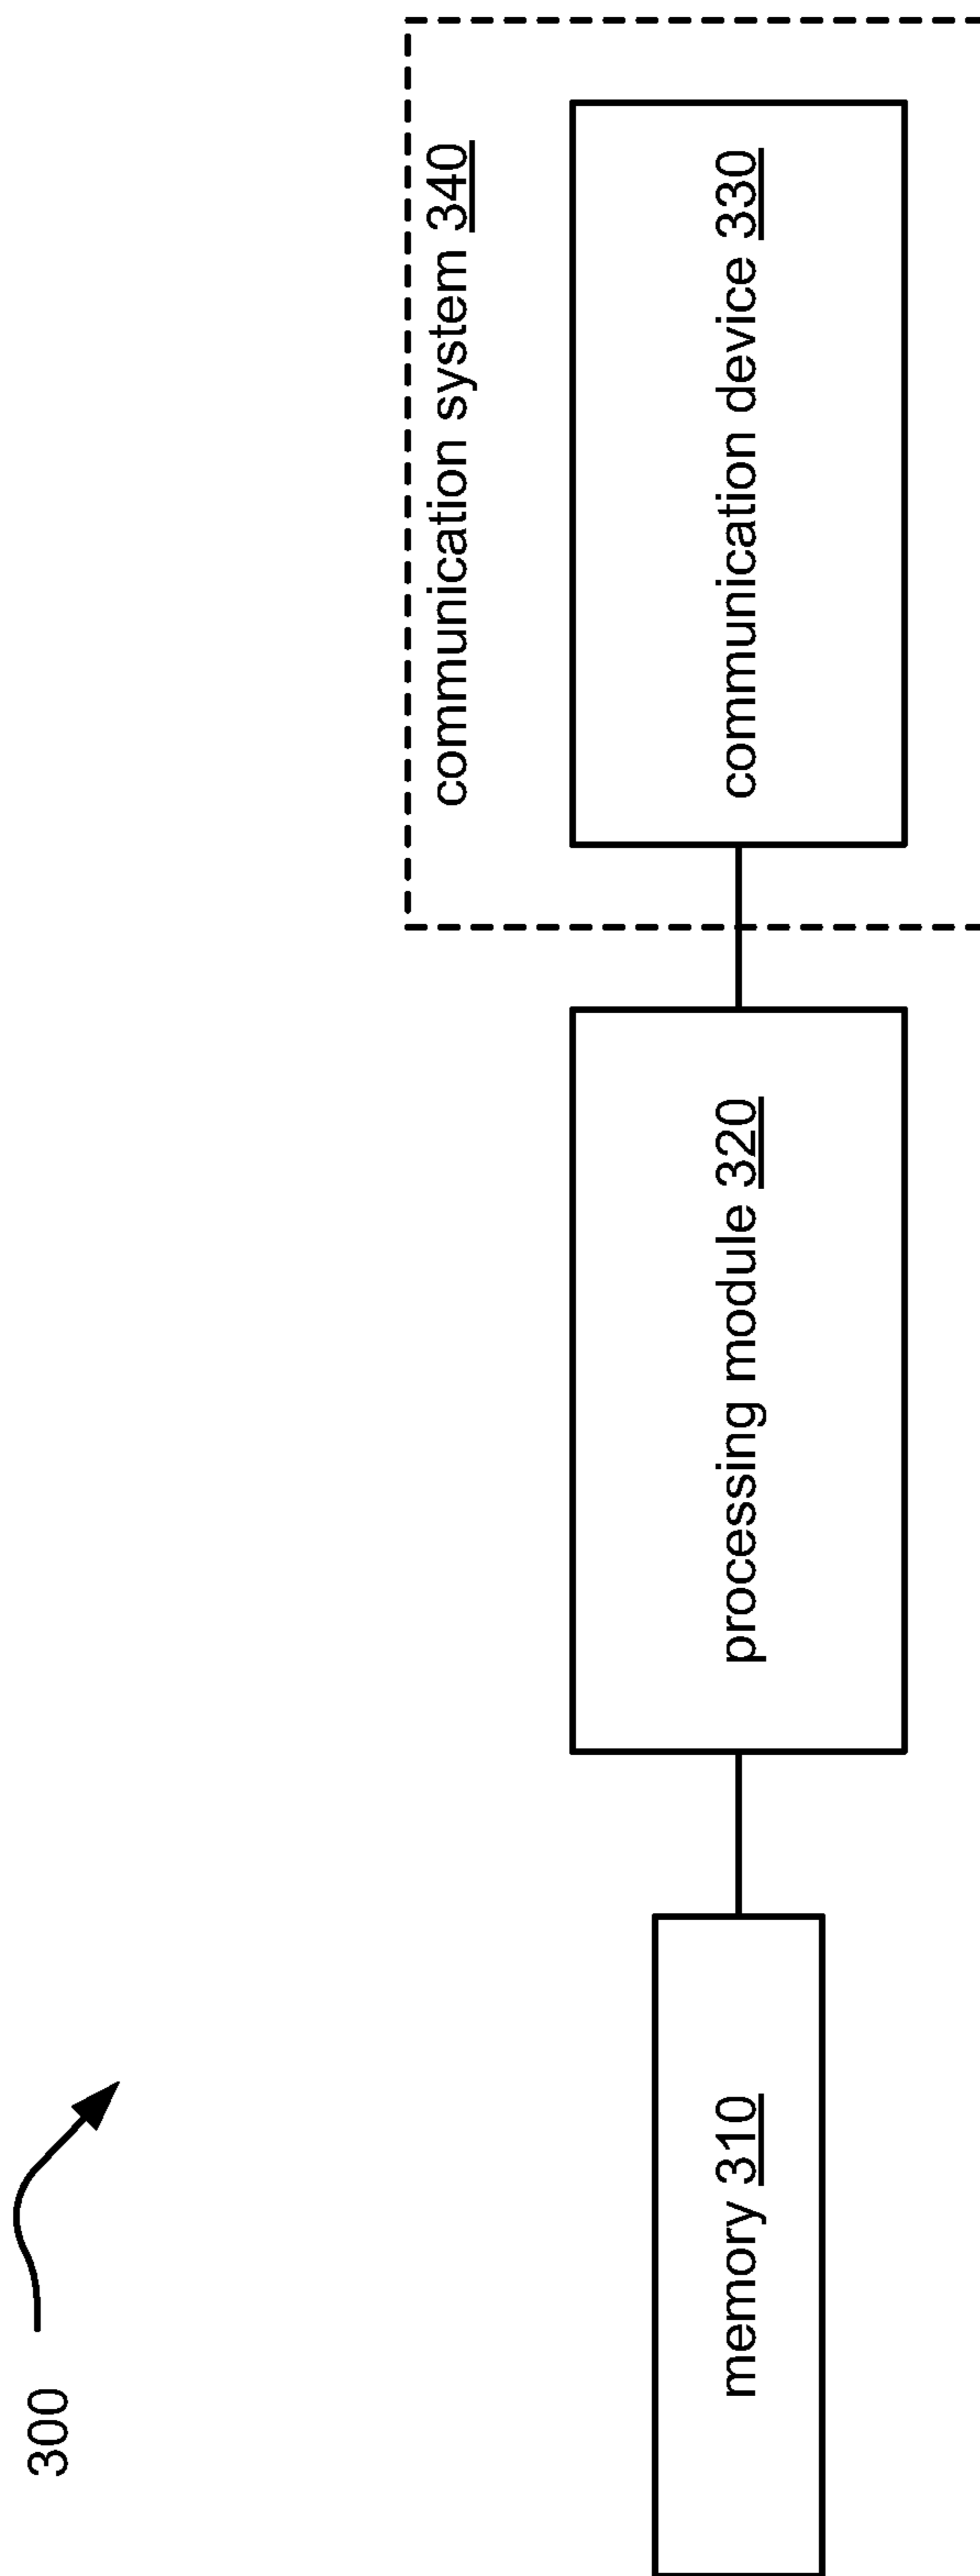 300
communication system 340
memory 310
processing module 320
communication device 330